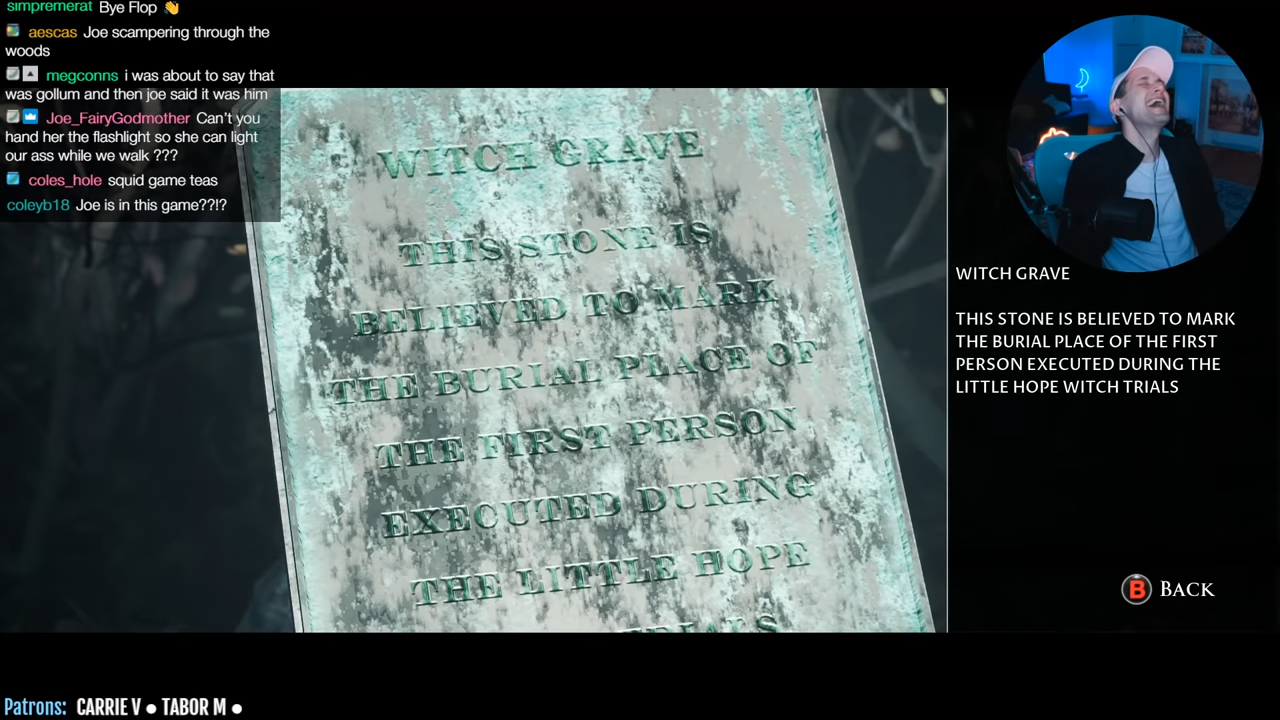 simpremerat Bye Flop 👋
aescas Joe scampering through the
woods
megconns i was about to say that
was gollum and then joe said it was him
Joe_FairyGodmother Can't you
hand her the flashlight so she can light
our ass while we walk ???
coles_hole squid game teas
coleyb18 Joe is in this game??!?
WITCH GRAVE
THIS STONE IS
BELIEVED TO MARK
THE BURIAL PLACE OF
THE FIRST PERSON
EXECUTED DURING
THE LITTLE HOPE
TRIALS
WITCH GRAVE
THIS STONE IS BELIEVED TO MARK
THE BURIAL PLACE OF THE FIRST
PERSON EXECUTED DURING THE
LITTLE HOPE WITCH TRIALS
B BACK
Patrons: CARRIE V ● TABOR M ●